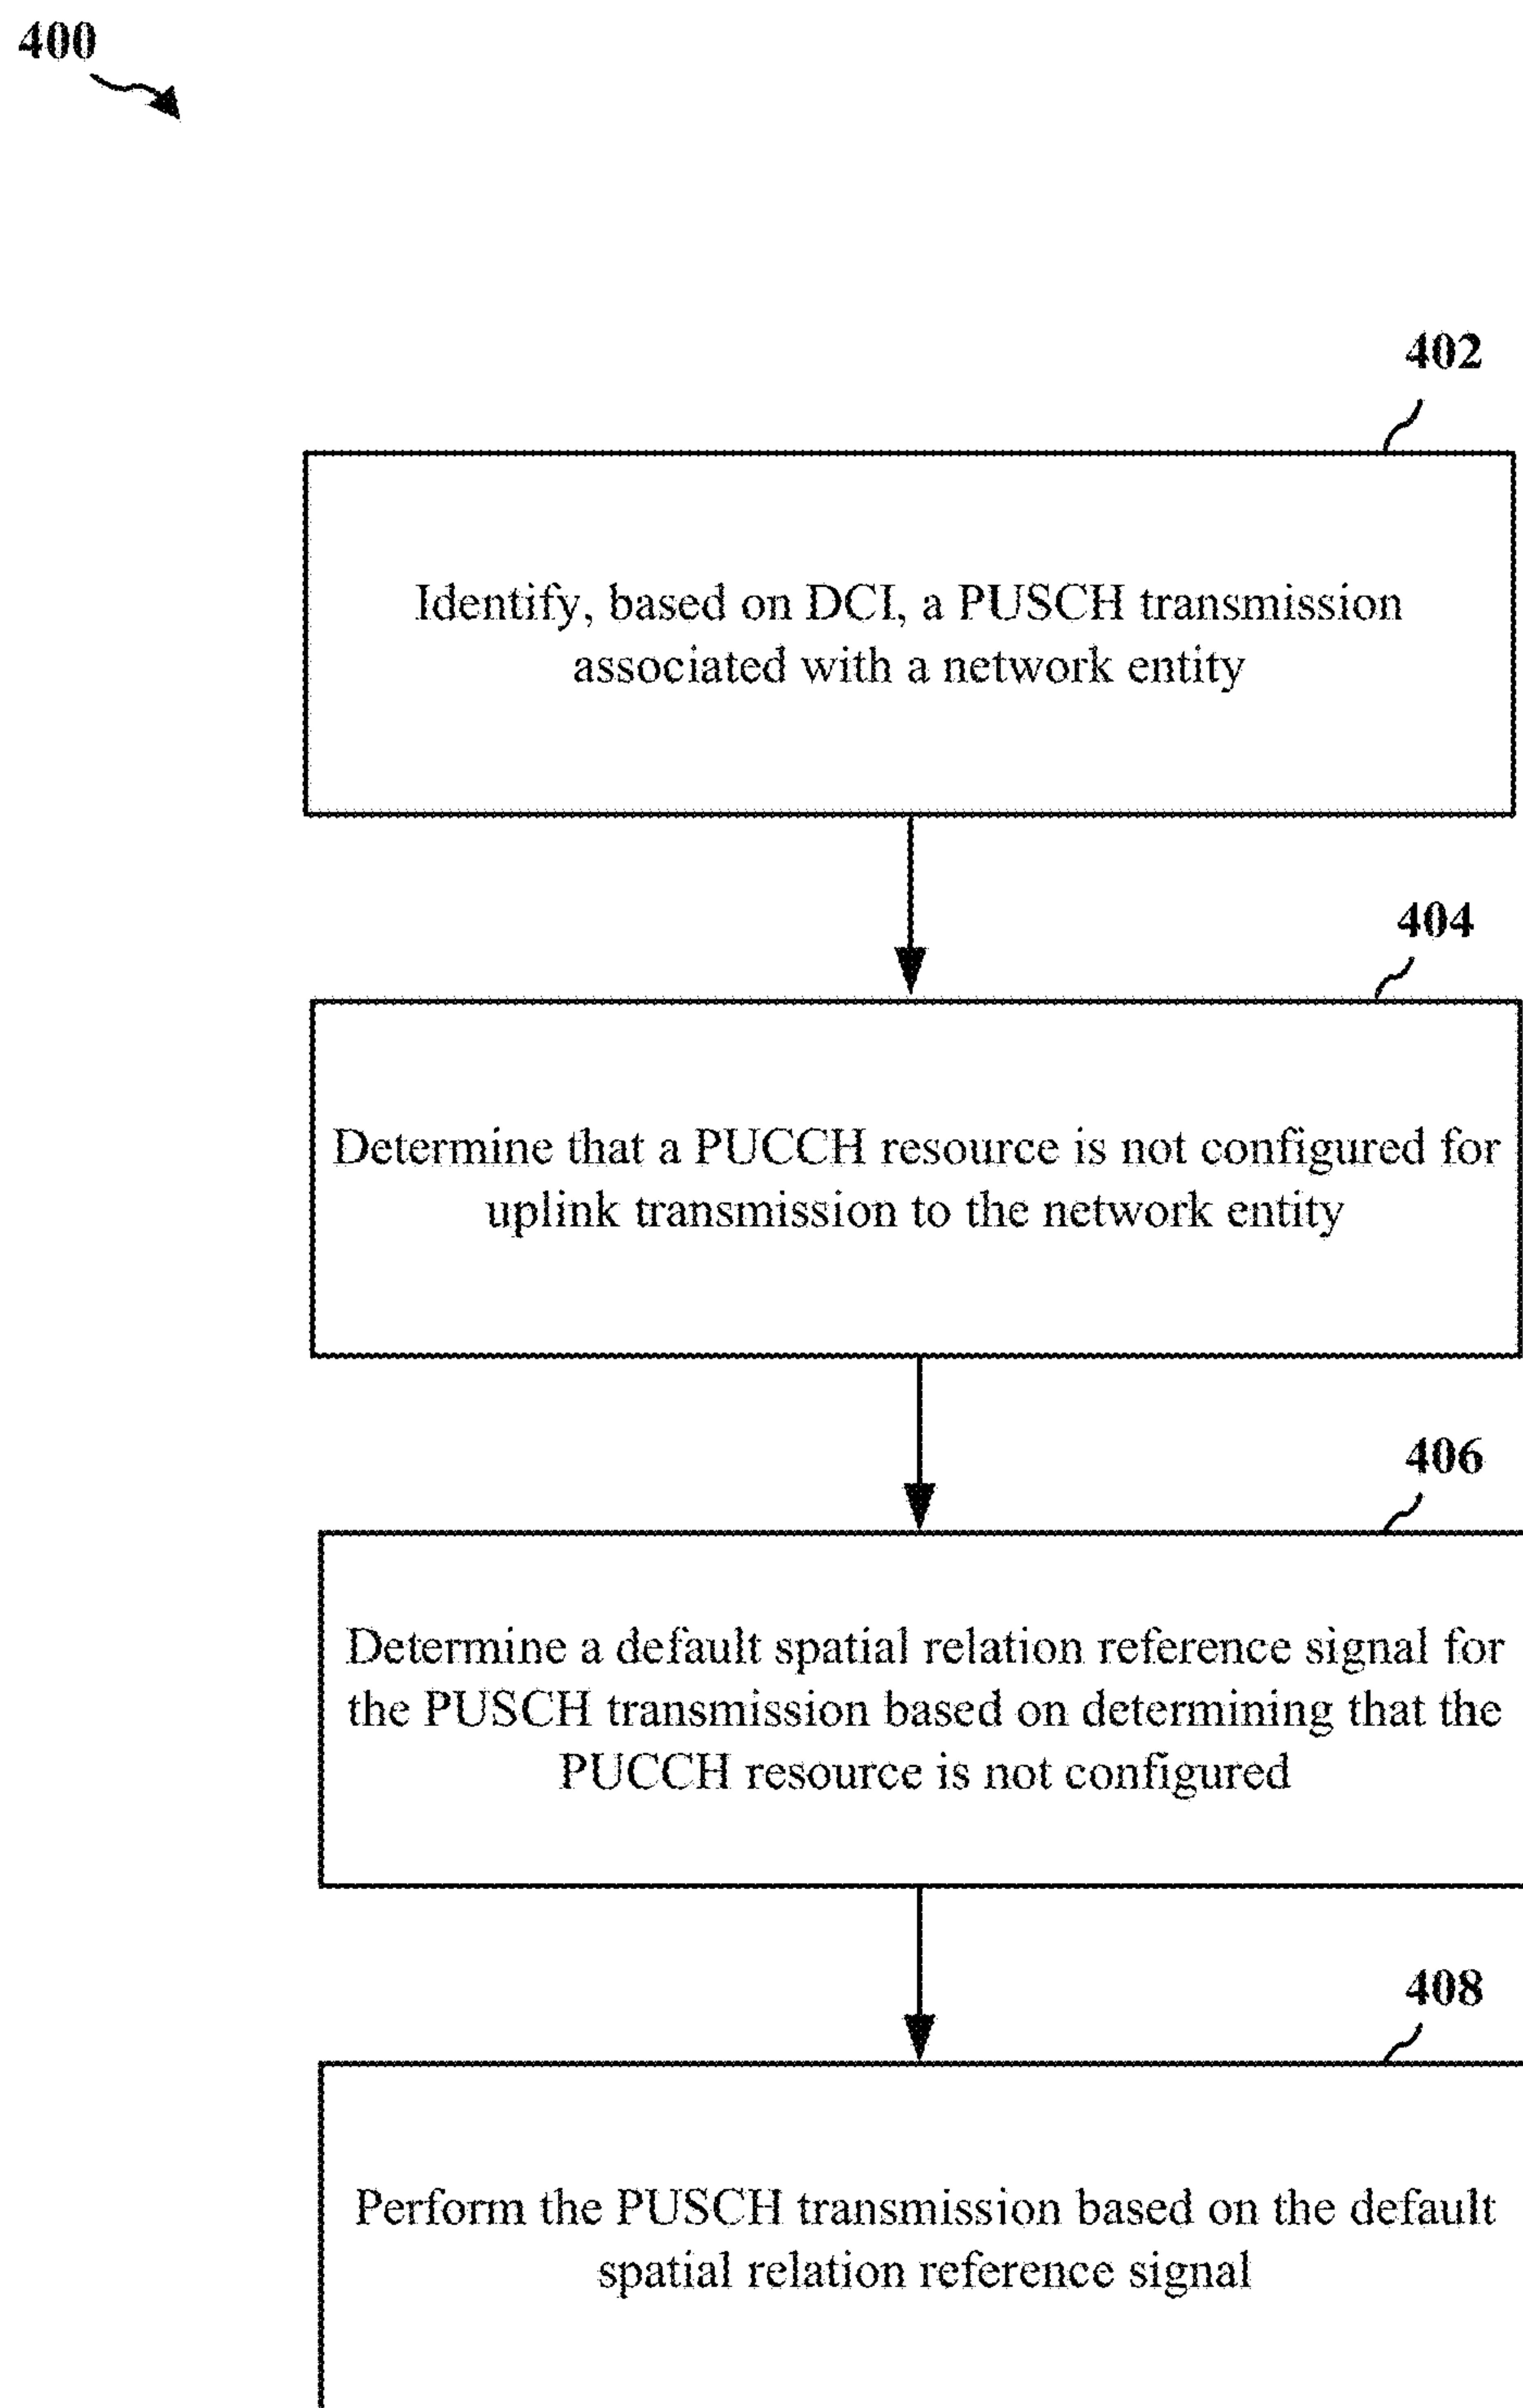 400
402
Identify, based on DCI, a PUSCH transmission
associated with a network entity
404
Determine that a PUCCH resource is not configured for
uplink transmission to the network entity
406
Determine a default spatial relation reference signal for
the PUSCH transmission based on determining that the
PUCCH resource is not configured
408
Perform the PUSCH transmission based on the default
spatial relation reference signal